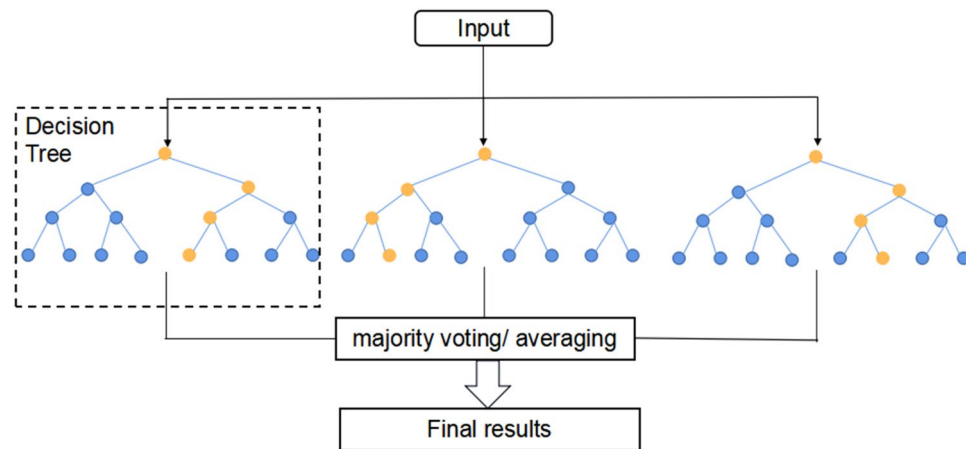 Input
Decision
Tree
majority voting/ averaging
Final results